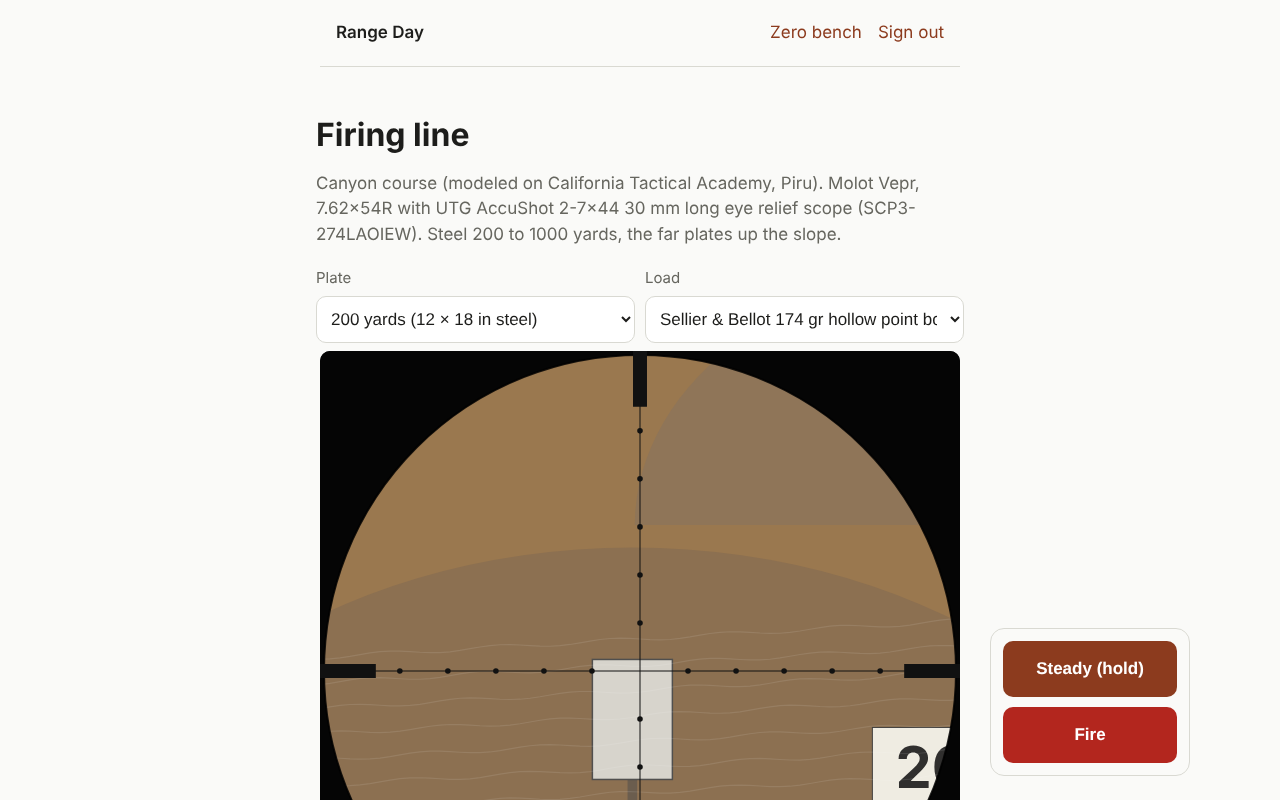 Range Day
Zero bench
Sign out
Firing line
Canyon course (modeled on California Tactical Academy, Piru). Molot Vepr,
7.62×54R with UTG AccuShot 2-7×44 30 mm long eye relief scope (SCP3-
274LAOIEW). Steel 200 to 1000 yards, the far plates up the slope.
Plate
Load
200 yards (12 × 18 in steel)
Sellier & Bellot 174 gr hollow point
Steady (hold)
Fire